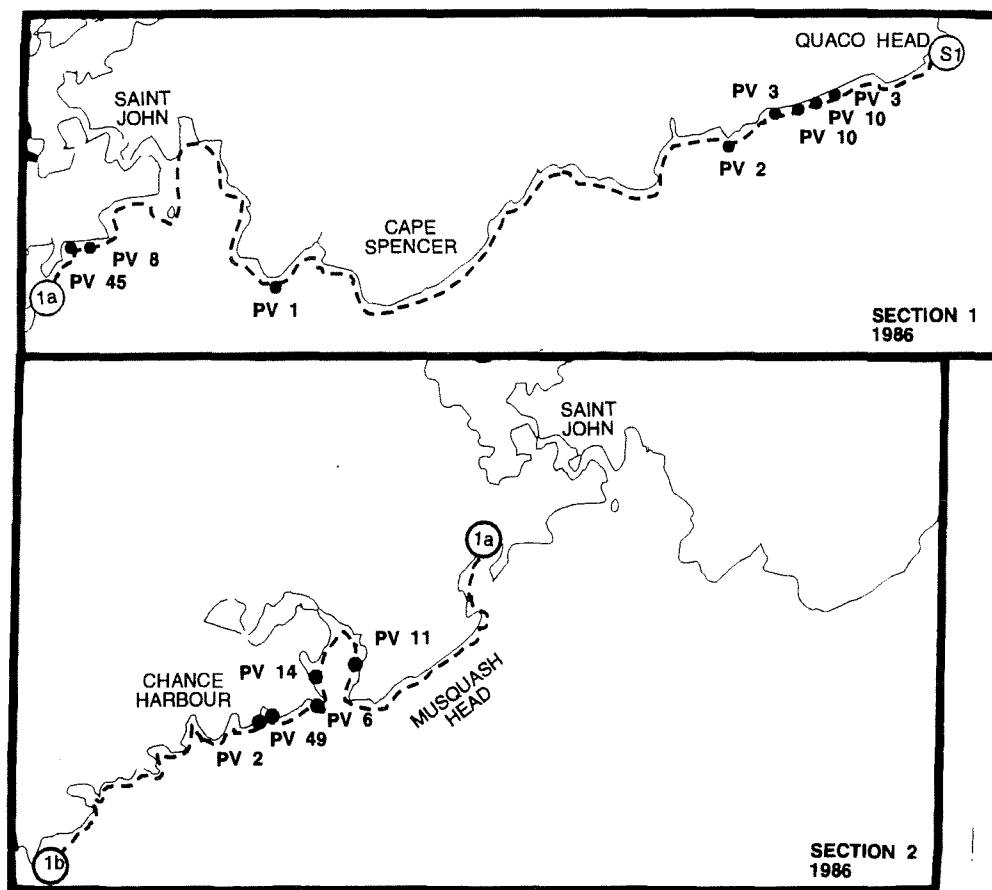 QUACO HEAD
S1
SAINT
JOHN
PV 3
PV 3
PV 10
PV 10
PV 2
CAPE
SPENCER
PV 8
PV 45
1a
PV 1
SECTION 1
1986
SAINT
JOHN
1a
PV 11
PV 14
CHANCE
HARBOUR
MUSQUASH
HEAD
PV 6
PV 49
PV 2
1b
SECTION 2
1986